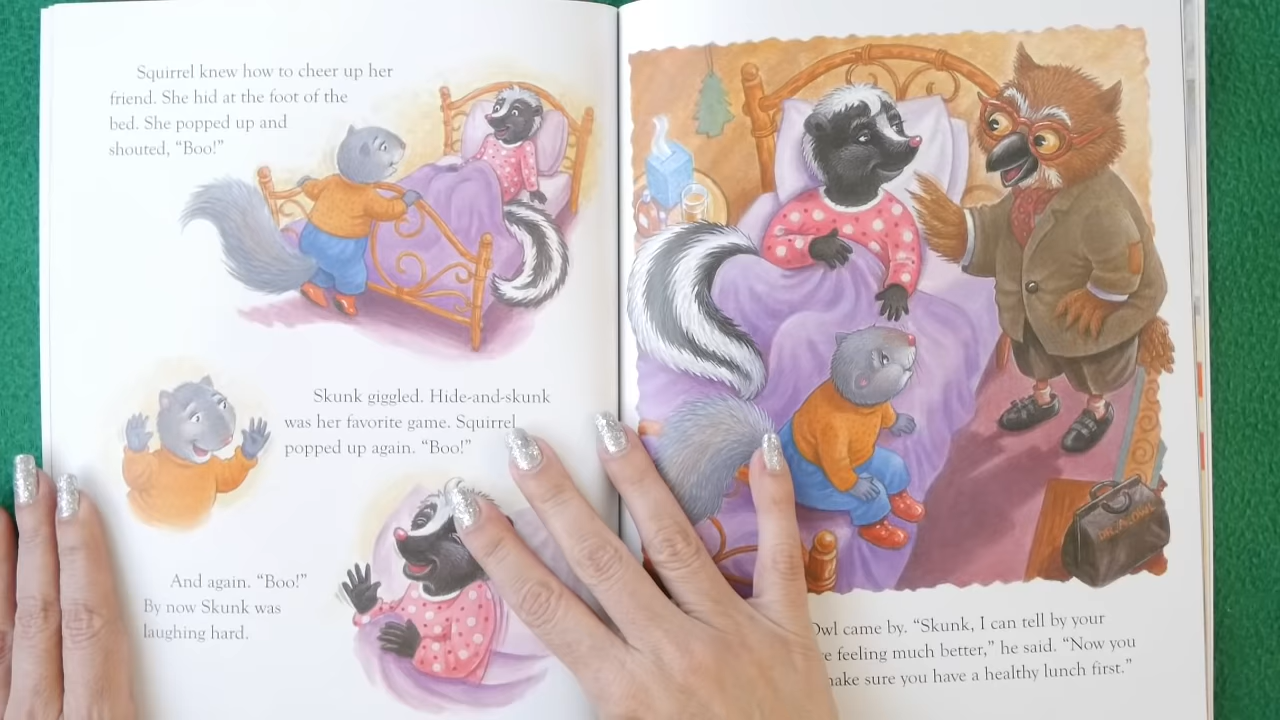 Squirrel knew how to cheer up her
friend. She hid at the foot of the
bed. She popped up and
shouted, “Boo!”
Skunk giggled. Hide-and-skunk
was her favorite game. Squirrel
popped up again. “Boo!”
And again. “Boo!”
By now Skunk was
laughing hard.
Owl came by. “Skunk, I can tell by your
feeling much better,” he said. “Now you
make sure you have a healthy lunch first.”